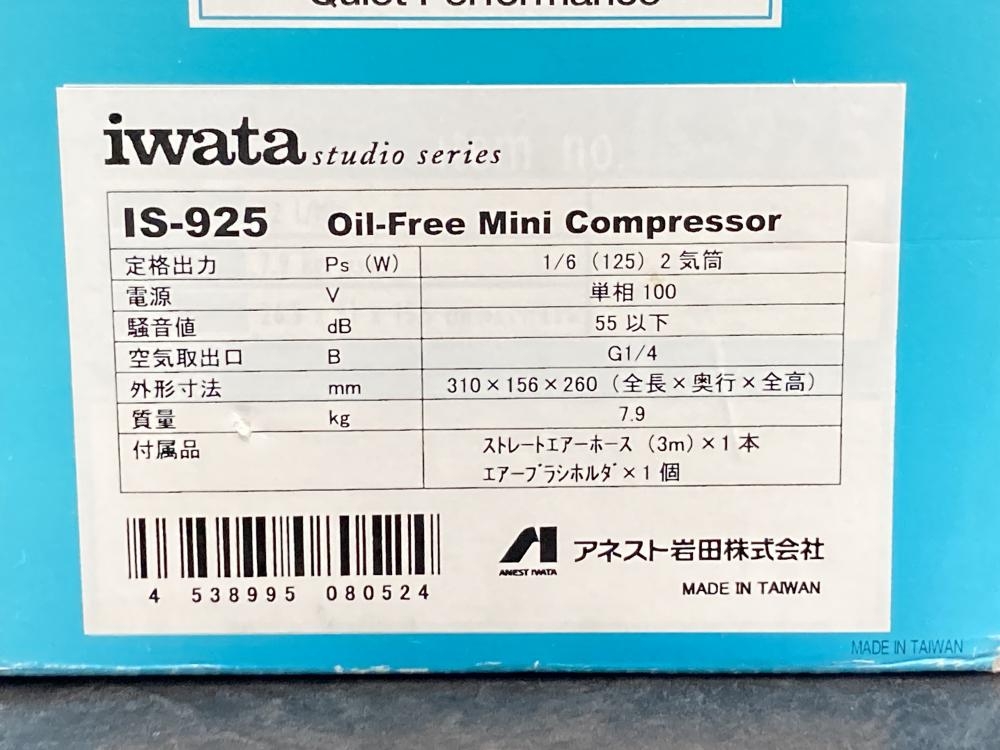 Quiet Performance
iwata studio series
IS-925 Oil-Free Mini Compressor
定格出力 Ps (W) 1/6 (125) 2気筒
電源 V 単相 100
騒音値 dB 55 以下
空気取出口 B G1/4
外形寸法 mm 310×156×260 (全長×奥行×全高)
質量 kg 7.9
付属品 ストレートエアーホース (3m)×1本
エアーブラシホルダ×1個
4 538995 080524
ANEST IWATA
アネスト岩田株式会社
MADE IN TAIWAN
MADE IN TAIWAN